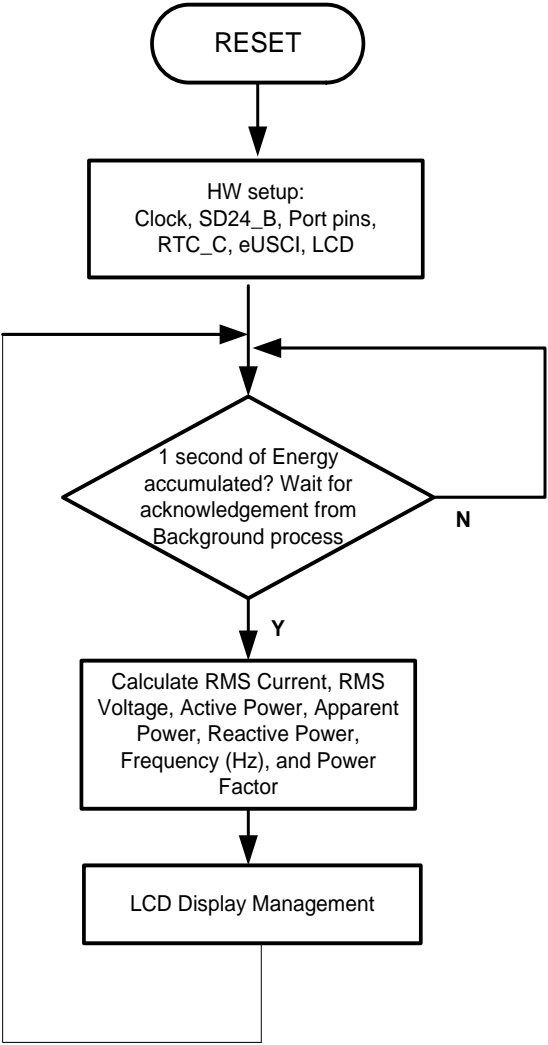 RESET
HW setup:
Clock, SD24_B, Port pins,
RTC_C, eUSCI, LCD
1 second of Energy
accumulated? Wait for
acknowledgement from
Background process
N
Y
Calculate RMS Current, RMS
Voltage, Active Power, Apparent
Power, Reactive Power,
Frequency (Hz), and Power
Factor
LCD Display Management